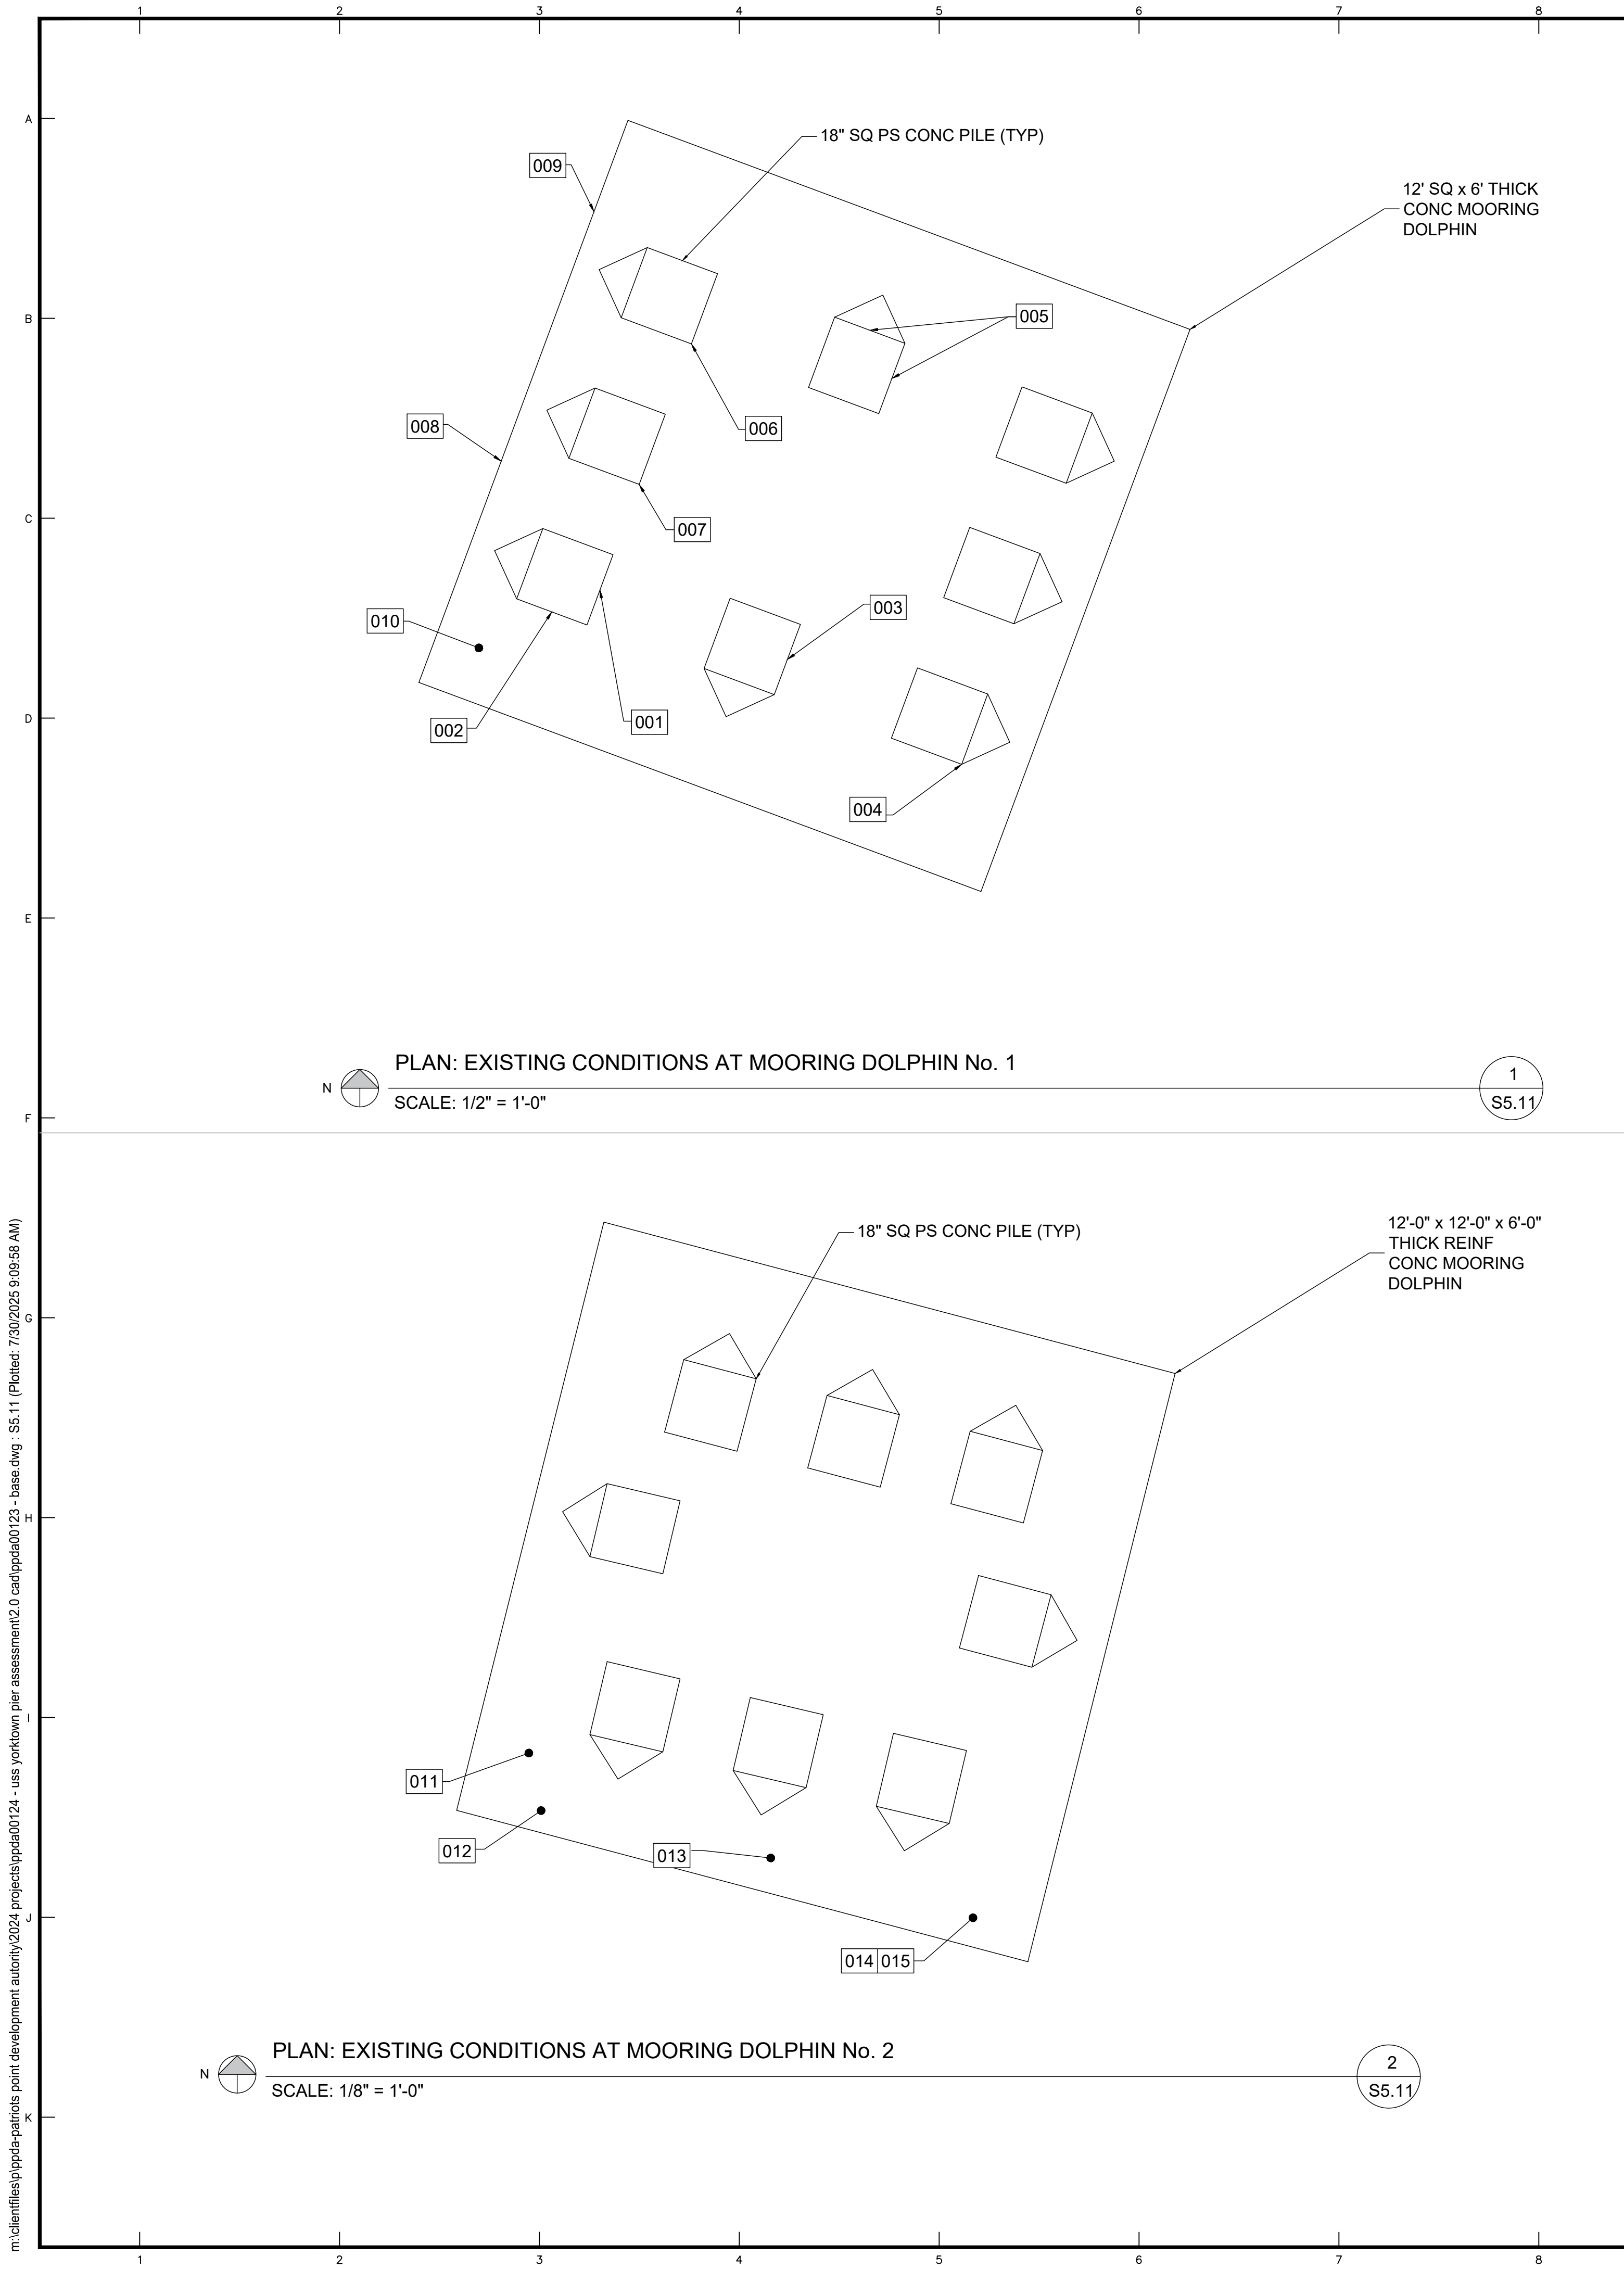 1 2 3 4 5 6 7 8
A
18" SQ PS CONC PILE (TYP)
009
12' SQ x 6' THICK
CONC MOORING
DOLPHIN
B
005
008
006
C
007
003
010
D
002
001
004
E
PLAN: EXISTING CONDITIONS AT MOORING DOLPHIN No. 1
N
SCALE: 1/2" = 1'-0"
1
S5.11
F
12'-0" x 12'-0" x 6'-0"
THICK REINF
CONC MOORING
DOLPHIN
18" SQ PS CONC PILE (TYP)
G
H
I
011
012
013
J
014 015
PLAN: EXISTING CONDITIONS AT MOORING DOLPHIN No. 2
N
SCALE: 1/8" = 1'-0"
2
S5.11
K
m:\clientfiles\p\ppda-patriots point development autority\2024 projects\ppda00124 - uss yorktown pier assessment\2.0 cad\ppda00123 - base.dwg : S5.11 (Plotted: 7/30/2025 9:09:58 AM)
1 2 3 4 5 6 7 8